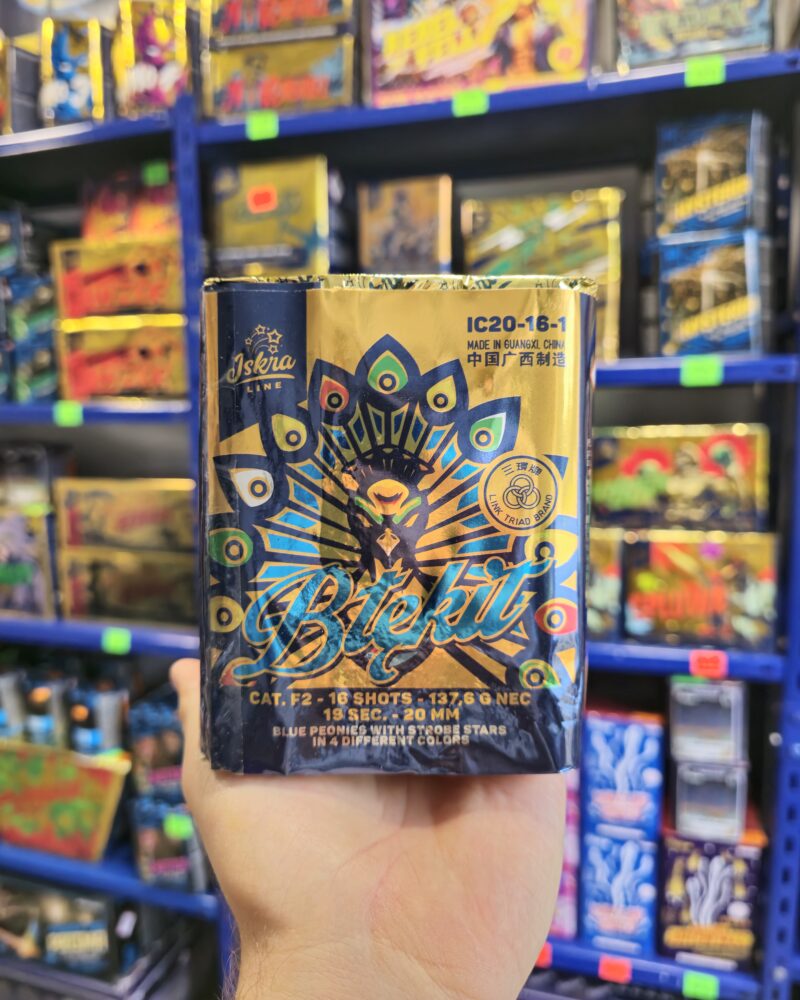 Iskra
LINE
IC20-16-1
MADE IN GUANGXI, CHINA
中国广西制造
三環牌
LINK TRIAD BRAND
Btekit
CAT. F2 - 16 SHOTS - 137,6 G NEC
19 SEC. - 20 MM
BLUE PEONIES WITH STROBE STARS
IN 4 DIFFERENT COLORS